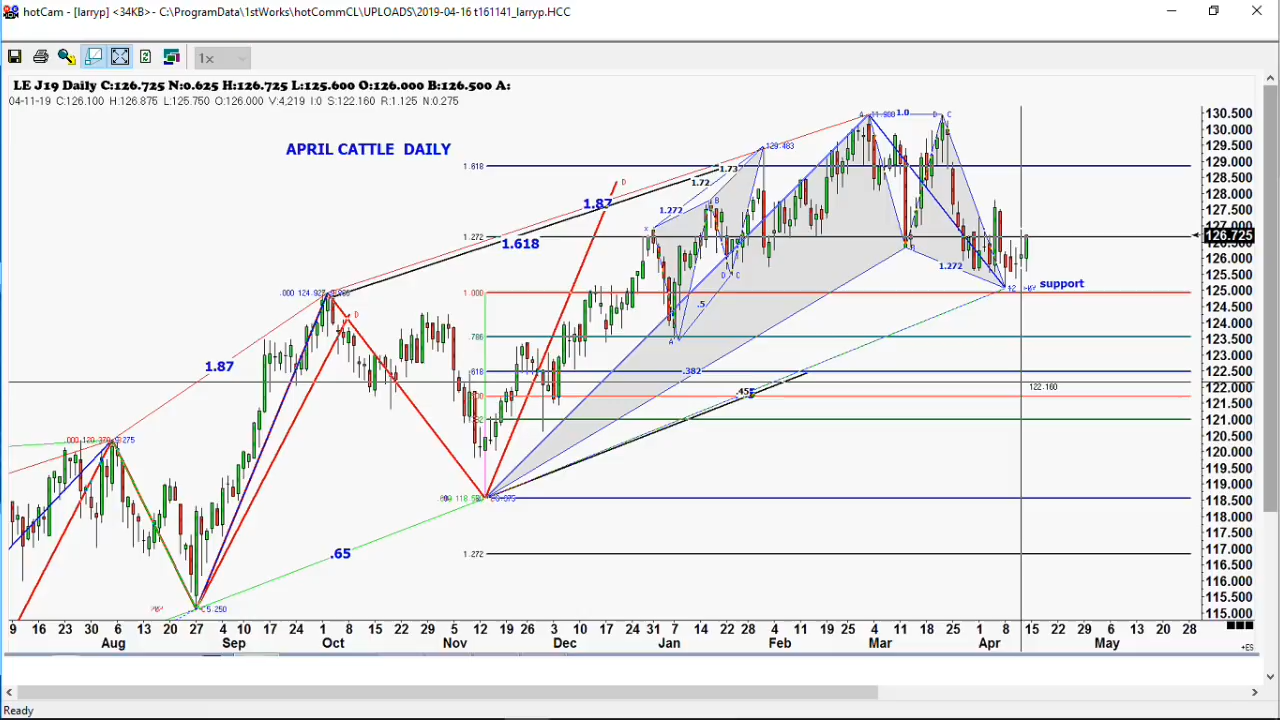 hotCam - [larryp] <34KB>- C:\ProgramData\1stWorks\hotCommCL\UPLOADS\2019-04-16 t161141_larryp.HCC
1x
LE J19 Daily C:126.725 N:0.625 H:126.725 L:125.600 O:126.000 B:126.500 A:
04-11-19 C:126.100 H:126.875 L:125.750 O:126.000 V:4.219 I:0 S:122.160 R:1.125 N:0.275
APRIL CATTLE DAILY
130.500
130.000
129.500
129.000
128.500
128.000
127.500
127.000
126.725
126.000
125.500
125.000
124.500
124.000
123.500
123.000
122.500
122.000
121.500
121.000
120.500
120.000
119.500
119.000
118.500
118.000
117.500
117.000
116.500
116.000
115.500
115.000
1.618
1.272
1.000
.786
.618
1.272
1.0
129.483
1.73
1.72
1.272
1.87
D
1.618
X
B
D
C
A
D
C
1.272
support
.5
.382
122.160
1.87
D
.65
9 16 23 30 6 13 20 27 4 10 17 24 1 8 15 22 29 5 12 19 26 3 10 17 24 31 7 14 22 28 4 11 19 25 4 11 18 25 1 8 15 22 29 6 13 20 28
Aug Sep Oct Nov Dec Jan Feb Mar Apr May
+ES
Ready